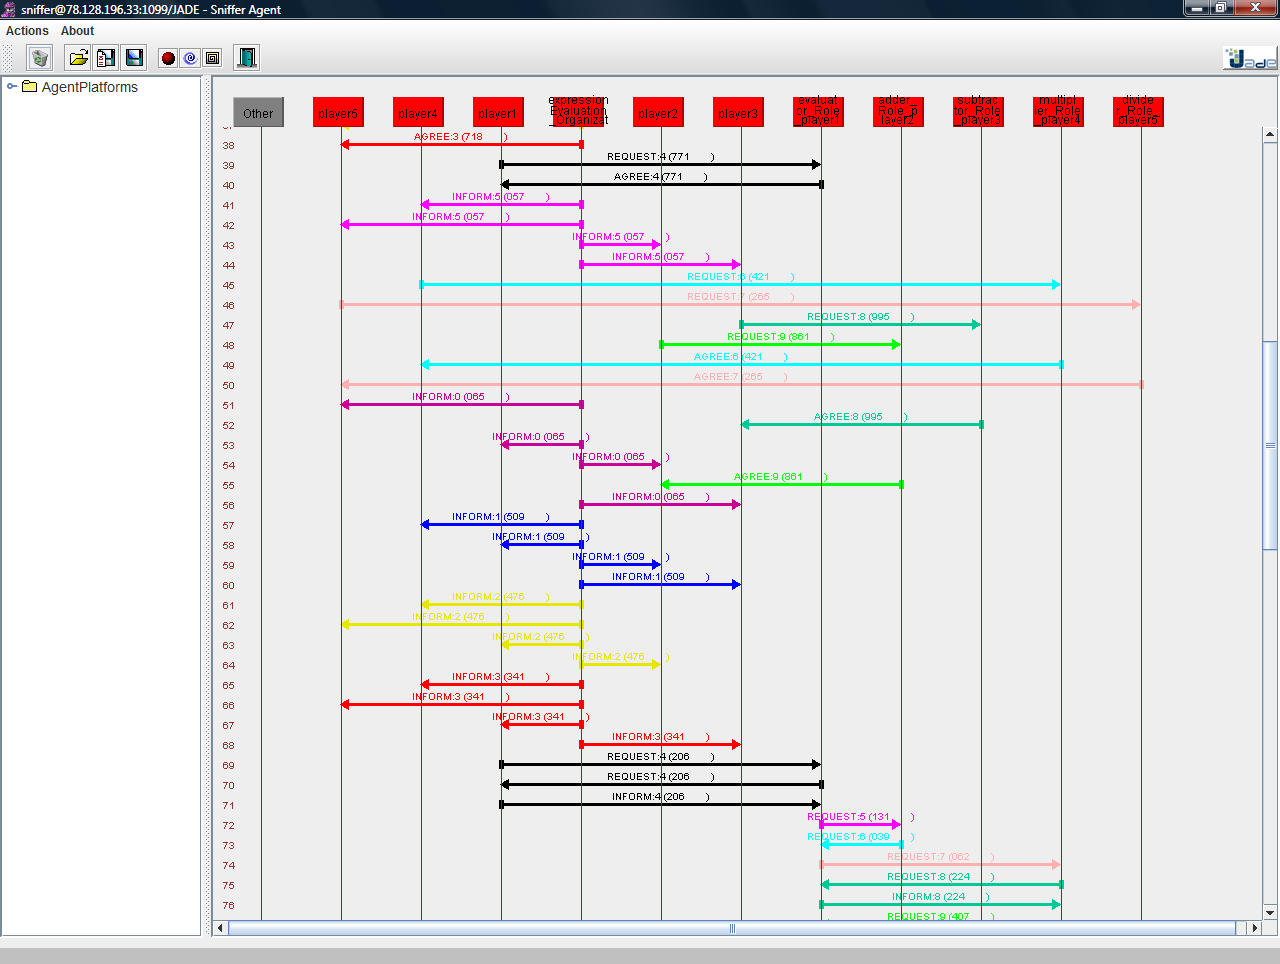 sniffer@78.128.196.33:1099/JADE - Sniffer Agent
Actions About
Jade
AgentPlatforms
Other
player5
player4
player1
expression
Evaluation
_Organizat
player2
player3
evaluat
or_Role_
player1
adder_
Role_p
layer2
subtrac
tor_Role
_player3
multipl
ier_Role
_player4
divide
r_Role_
player5
38 AGREE:3 (718 )
39 REQUEST:4 (771 )
40 AGREE:4 (771 )
41 INFORM:5 (057 )
42 INFORM:5 (057 )
43 INFORM:5 (057 )
44 INFORM:5 (057 )
45 REQUEST:6 (421 )
46 REQUEST:7 (265 )
47 REQUEST:8 (995 )
48 REQUEST:9 (861 )
49 AGREE:6 (421 )
50 AGREE:7 (265 )
51 INFORM:0 (065 )
52 AGREE:8 (995 )
53 INFORM:0 (065 )
54 INFORM:0 (065 )
55 AGREE:9 (861 )
56 INFORM:0 (065 )
57 INFORM:1 (509 )
58 INFORM:1 (509 )
59 INFORM:1 (509 )
60 INFORM:1 (509 )
61 INFORM:2 (476 )
62 INFORM:2 (476 )
63 INFORM:2 (476 )
64 INFORM:2 (476 )
65 INFORM:3 (341 )
66 INFORM:3 (341 )
67 INFORM:3 (341 )
68 INFORM:3 (341 )
69 REQUEST:4 (206 )
70 REQUEST:4 (206 )
71 INFORM:4 (206 )
72 REQUEST:5 (131 )
73 REQUEST:6 (039 )
74 REQUEST:7 (062 )
75 REQUEST:8 (224 )
76 INFORM:8 (224 )
REQUEST:9 (407 )